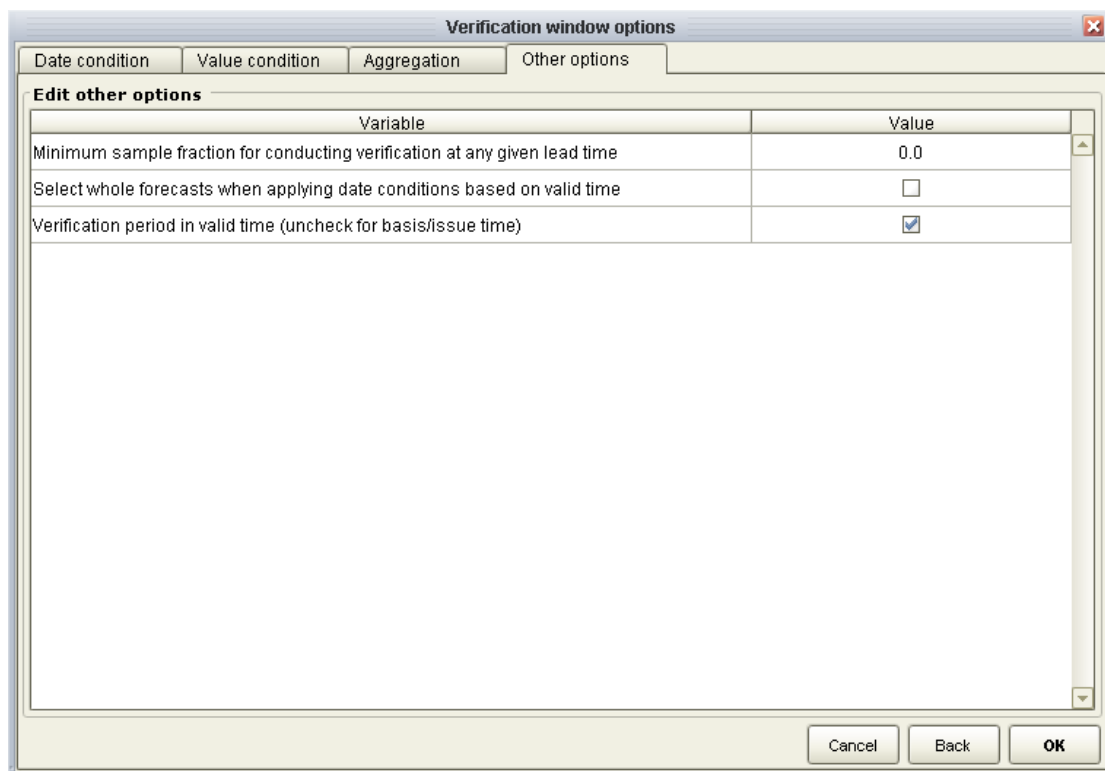 Verification window options
Date condition Value condition Aggregation Other options
Edit other options
Variable Value
Minimum sample fraction for conducting verification at any given lead time 0.0
Select whole forecasts when applying date conditions based on valid time
Verification period in valid time (uncheck for basis/issue time)
Cancel Back OK